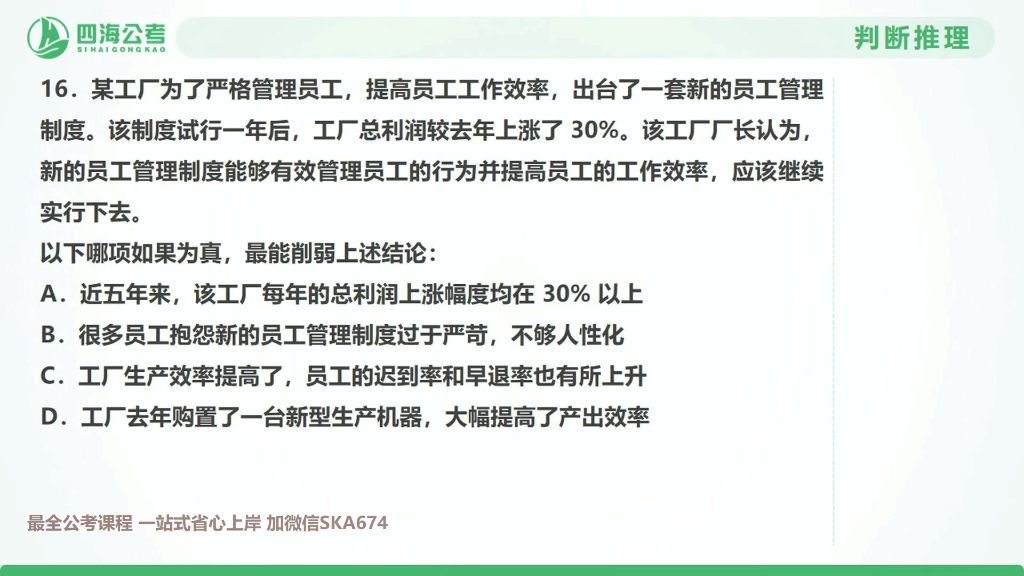 四海公考
SIHAIGONGKAO
判断推理
16. 某工厂为了严格管理员工，提高员工工作效率，出台了一套新的员工管理
制度。该制度试行一年后，工厂总利润较去年上涨了 30%。该工厂厂长认为，
新的员工管理制度能够有效管理员工的行为并提高员工的工作效率，应该继续
实行下去。
以下哪项如果为真，最能削弱上述结论：
A. 近五年来，该工厂每年的总利润上涨幅度均在 30% 以上
B. 很多员工抱怨新的员工管理制度过于严苛，不够人性化
C. 工厂生产效率提高了，员工的迟到率和早退率也有所上升
D. 工厂去年购置了一台新型生产机器，大幅提高了产出效率
最全公考课程 一站式省心上岸 加微信SKA674